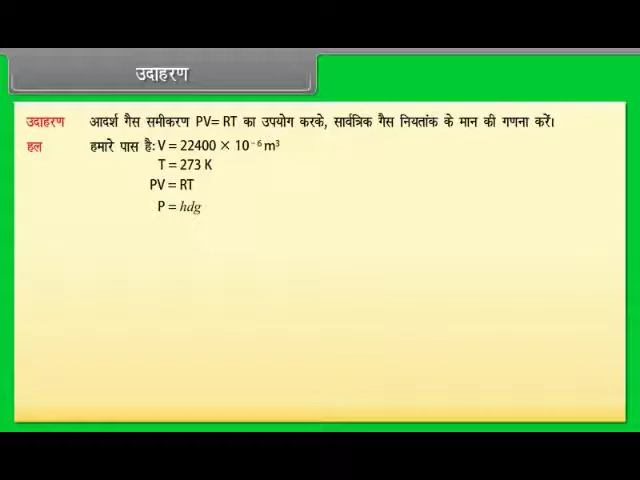 उदाहरण
उदाहरण आदर्श गैस समीकरण PV= RT का उपयोग करके, सार्वत्रिक गैस नियतांक के मान की गणना करें।
हल हमारे पास है: V = 22400 × 10⁻⁶ m³
T = 273 K
PV = RT
P = hdg